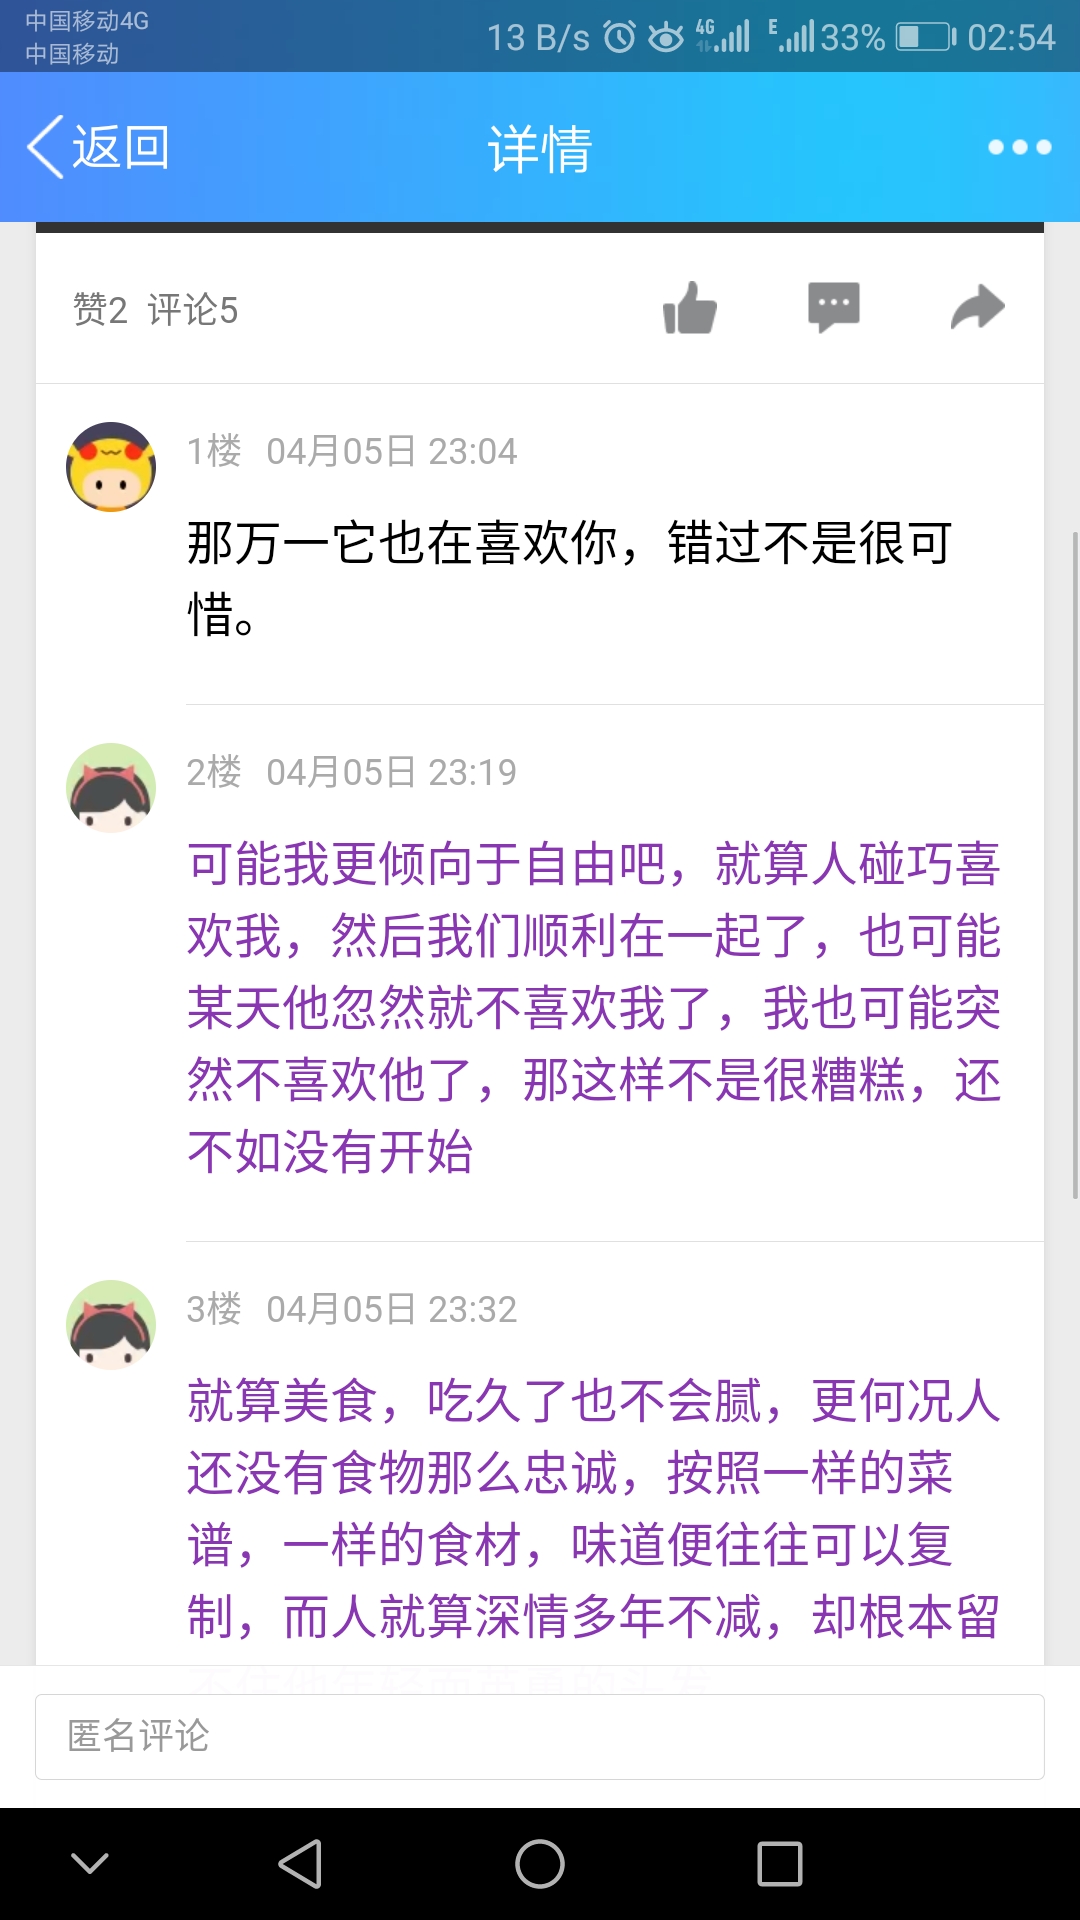 中国移动4G
中国移动
13 B/s 4G E 33% 02:54
返回 详情
赞2 评论5
1楼 04月05日 23:04
那万一它也在喜欢你，错过不是很可
惜。
2楼 04月05日 23:19
可能我更倾向于自由吧，就算人碰巧喜
欢我，然后我们顺利在一起了，也可能
某天他忽然就不喜欢我了，我也可能突
然不喜欢他了，那这样不是很糟糕，还
不如没有开始
3楼 04月05日 23:32
就算美食，吃久了也不会腻，更何况人
还没有食物那么忠诚，按照一样的菜
谱，一样的食材，味道便往往可以复
制，而人就算深情多年不减，却根本留
匿名评论